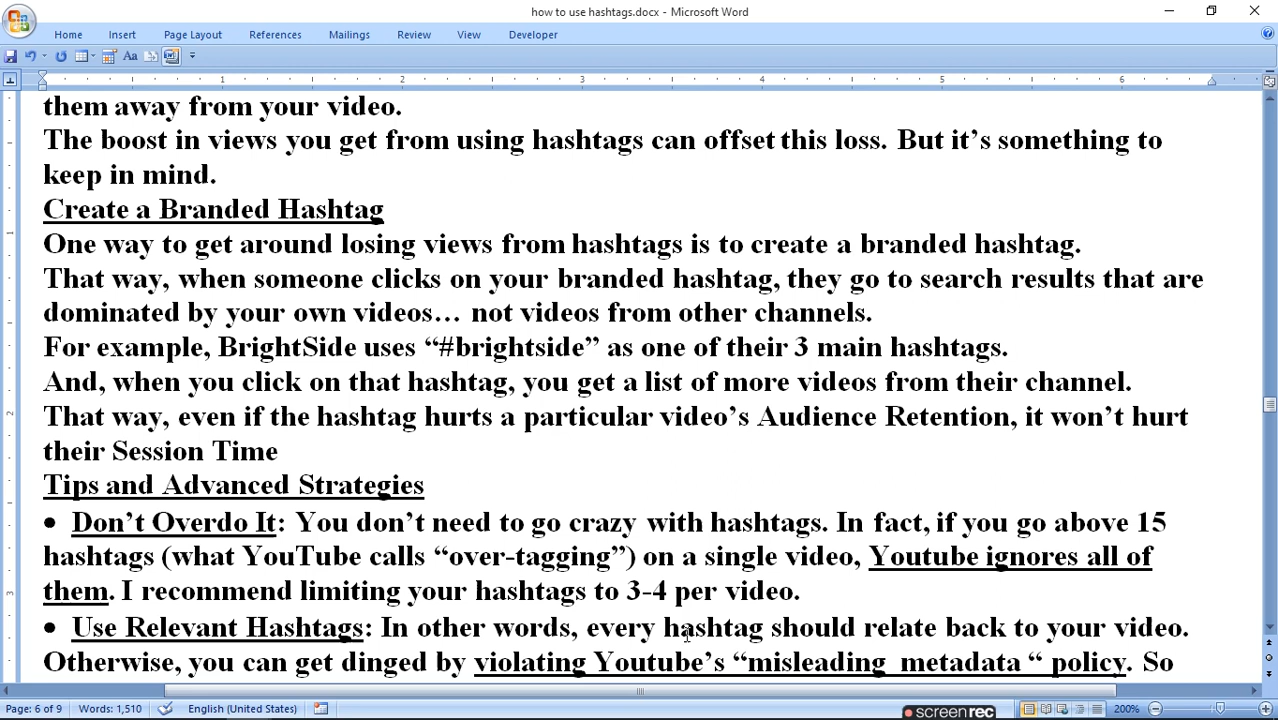 how to use hashtags.docx - Microsoft Word
Home Insert Page Layout References Mailings Review View Developer
1 2 3 4 5 6
them away from your video.
The boost in views you get from using hashtags can offset this loss. But it’s something to
keep in mind.
Create a Branded Hashtag
One way to get around losing views from hashtags is to create a branded hashtag.
That way, when someone clicks on your branded hashtag, they go to search results that are
dominated by your own videos… not videos from other channels.
For example, BrightSide uses “#brightside” as one of their 3 main hashtags.
And, when you click on that hashtag, you get a list of more videos from their channel.
That way, even if the hashtag hurts a particular video’s Audience Retention, it won’t hurt
their Session Time
Tips and Advanced Strategies
• Don’t Overdo It: You don’t need to go crazy with hashtags. In fact, if you go above 15
hashtags (what YouTube calls “over-tagging”) on a single video, Youtube ignores all of
them. I recommend limiting your hashtags to 3-4 per video.
• Use Relevant Hashtags: In other words, every hashtag should relate back to your video.
Otherwise, you can get dinged by violating Youtube’s “misleading  metadata “ policy. So
Page: 6 of 9 Words: 1,510 English (United States) screenrec 200%